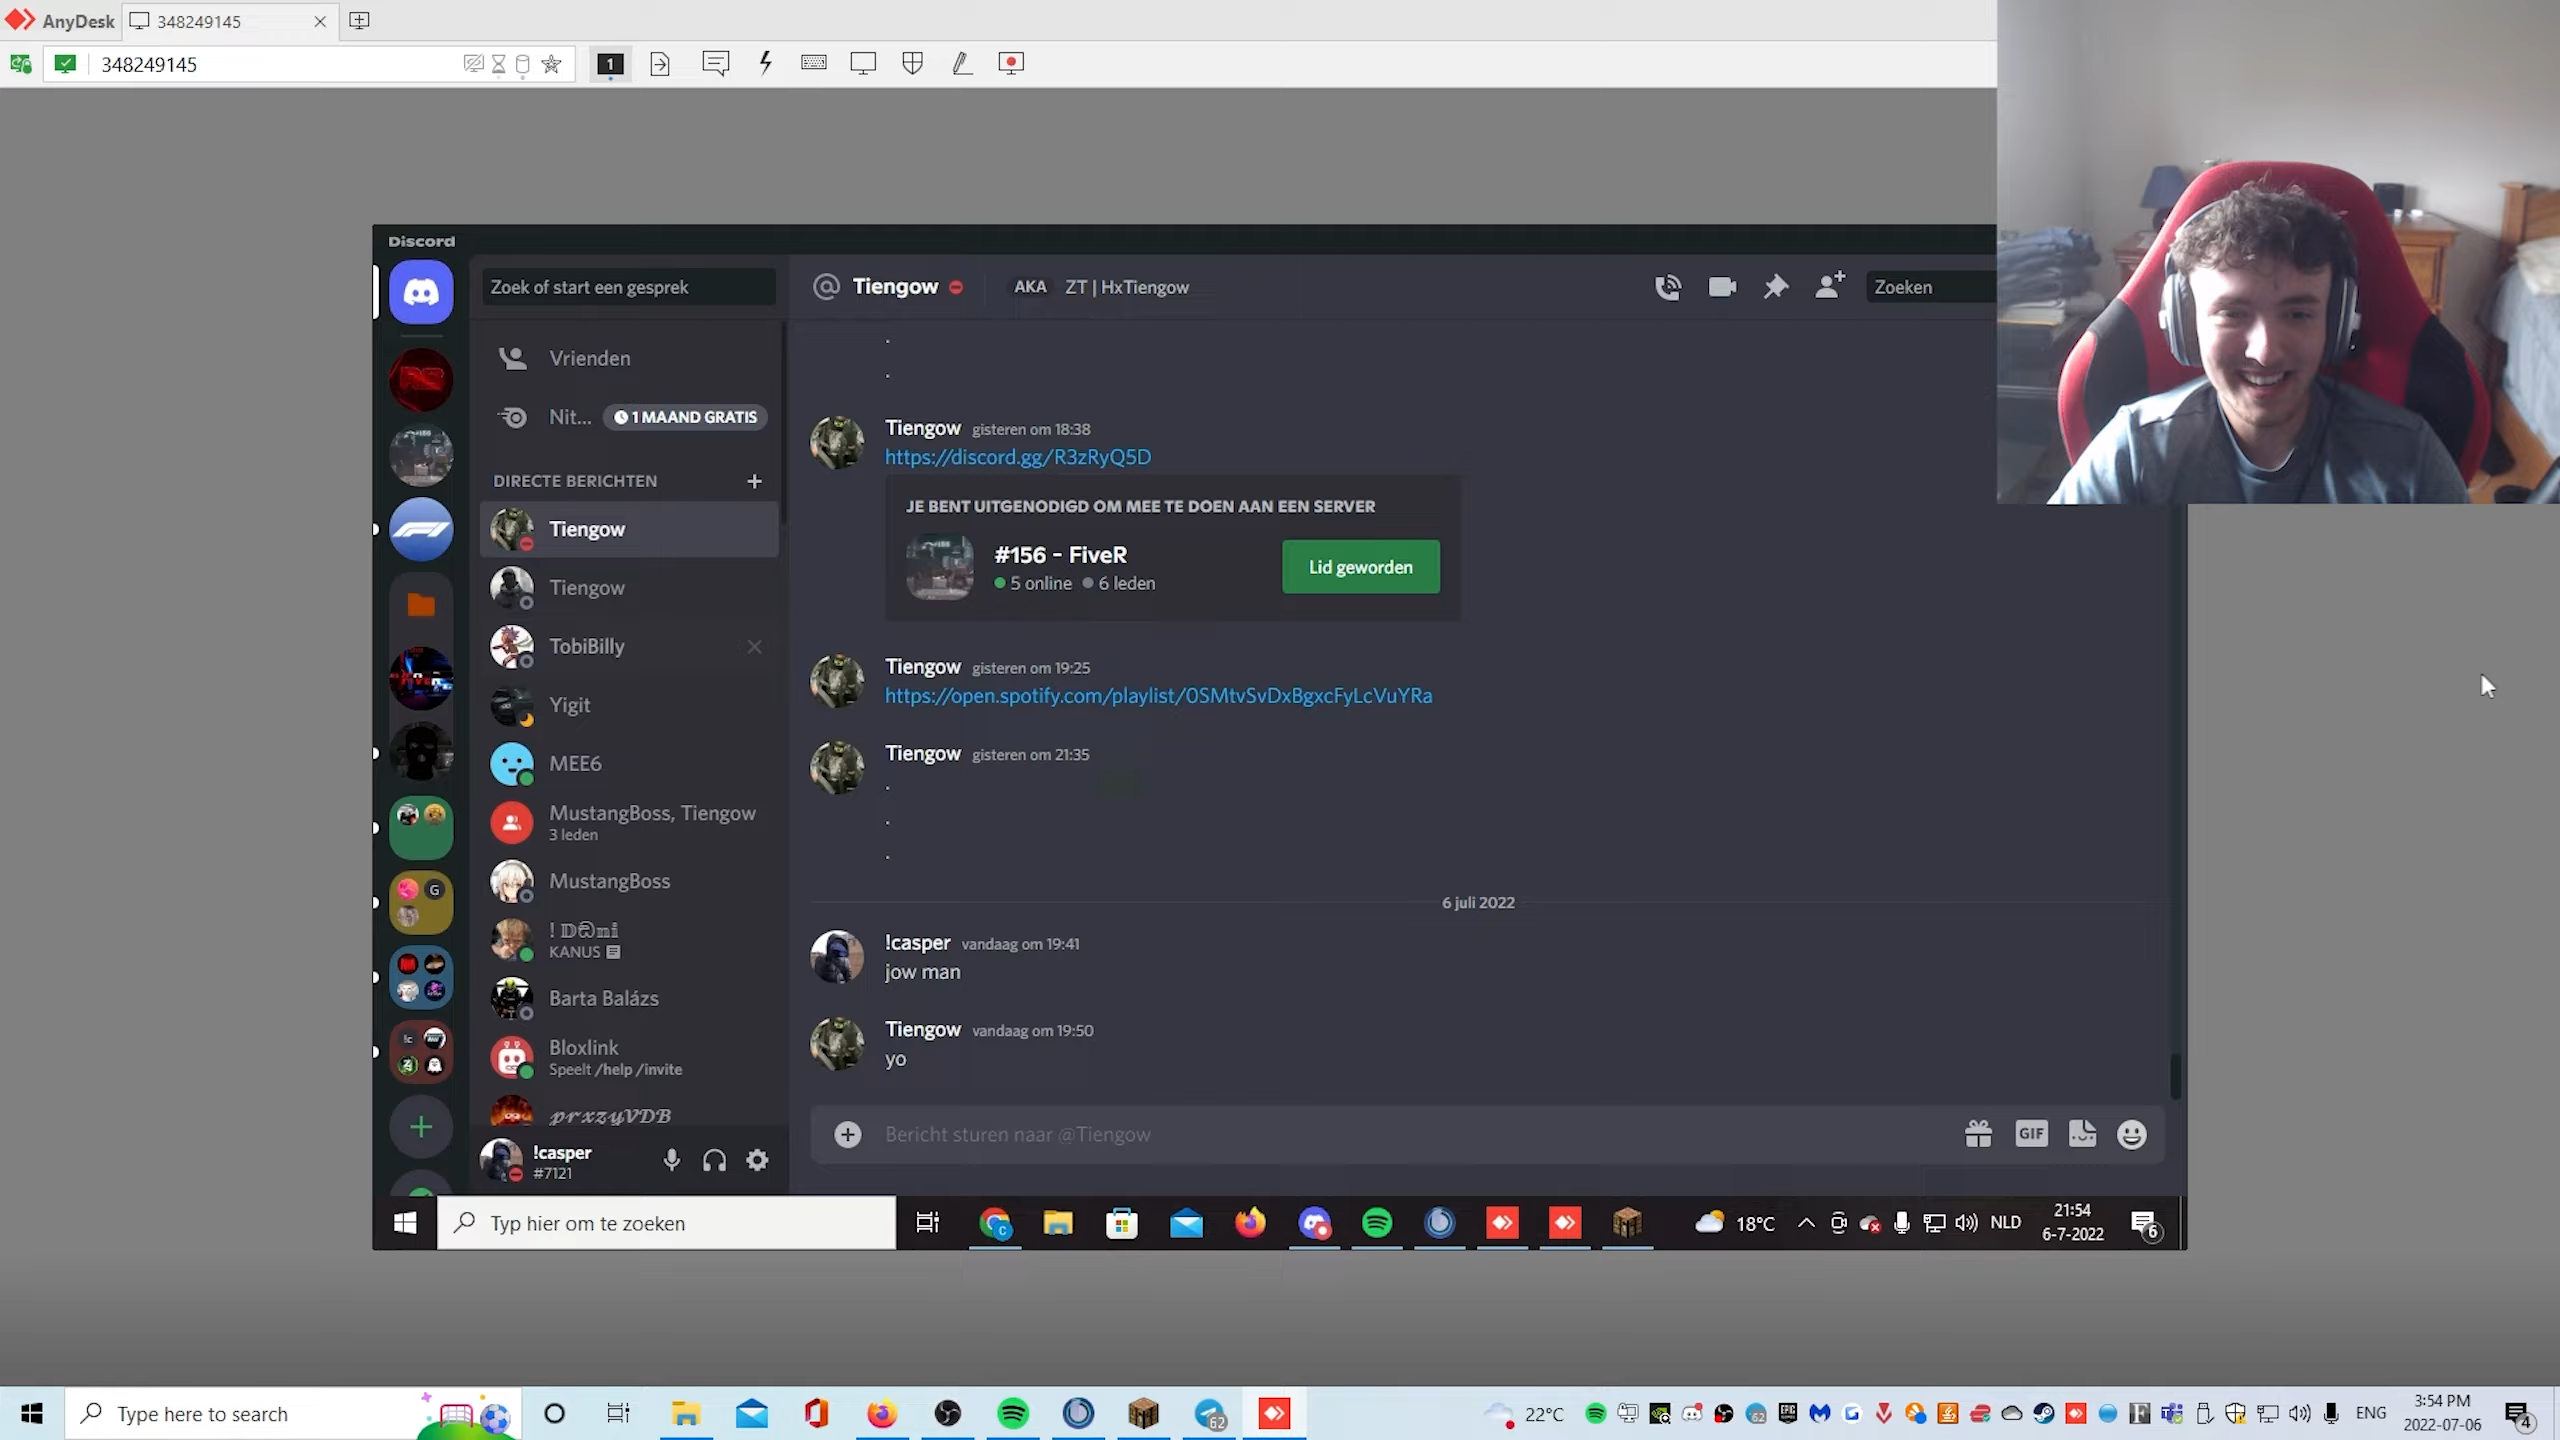 AnyDesk
348249145
348249145
1
Discord
Zoek of start een gesprek
Tiengow
AKA
ZT | HxTiengow
Zoeken
Vrienden
Nit...
1 MAAND GRATIS
DIRECTE BERICHTEN
Tiengow
Tiengow
TobiBilly
Yigit
MEE6
MustangBoss, Tiengow
3 leden
MustangBoss
KANUS
Barta Balázs
Bloxlink
Speelt /help /invite
prxzyVDB
!casper
#7121
.
.
Tiengow gisteren om 18:38
https://discord.gg/R3zRyQ5D
JE BENT UITGENODIGD OM MEE TE DOEN AAN EEN SERVER
#156 - FiveR
5 online 6 leden
Lid geworden
Tiengow gisteren om 19:25
https://open.spotify.com/playlist/0SMtvSvDxBgxcFyLcVuYRa
Tiengow gisteren om 21:35
.
.
.
6 juli 2022
!casper vandaag om 19:41
jow man
Tiengow vandaag om 19:50
yo
Bericht sturen naar @Tiengow
GIF
Typ hier om te zoeken
18°C
NLD
21:54
6-7-2022
6
Type here to search
62
22°C
ENG
3:54 PM
2022-07-06
4